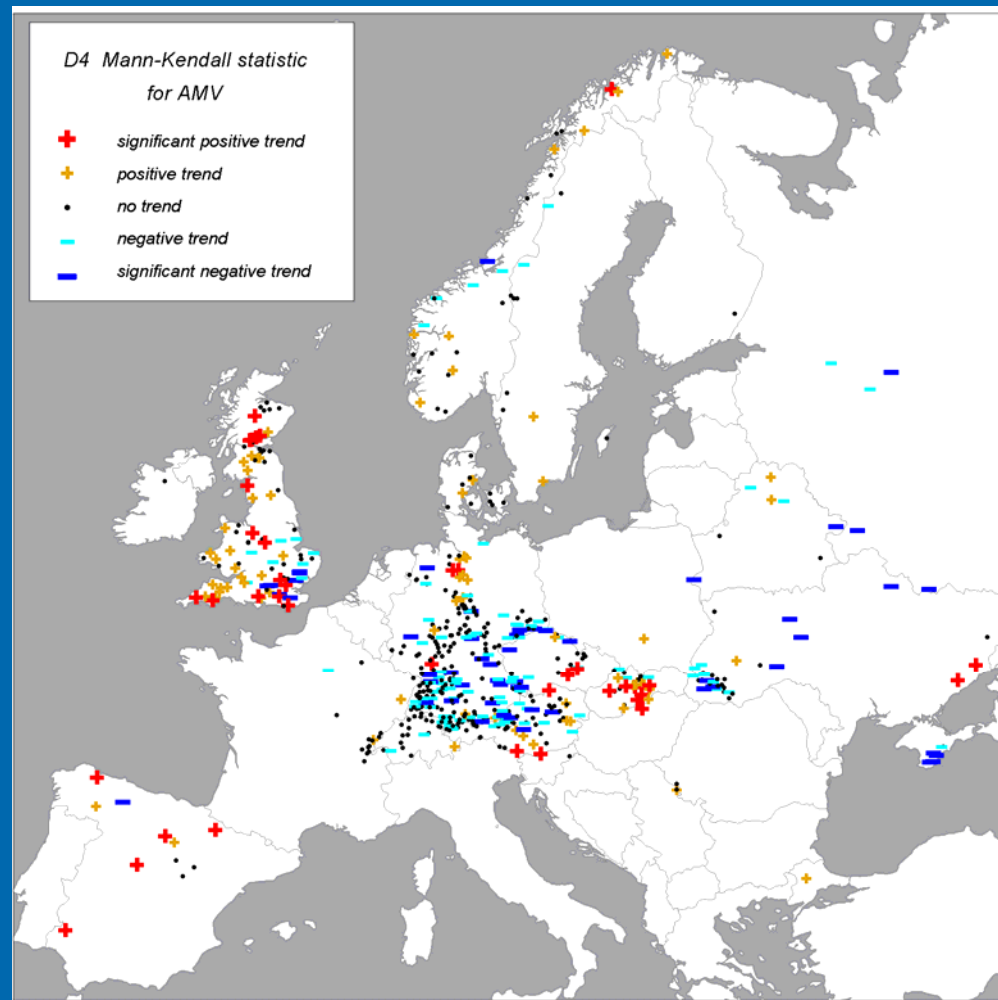 D4 Mann-Kendall statistic
for AMV
significant positive trend
positive trend
no trend
negative trend
significant negative trend